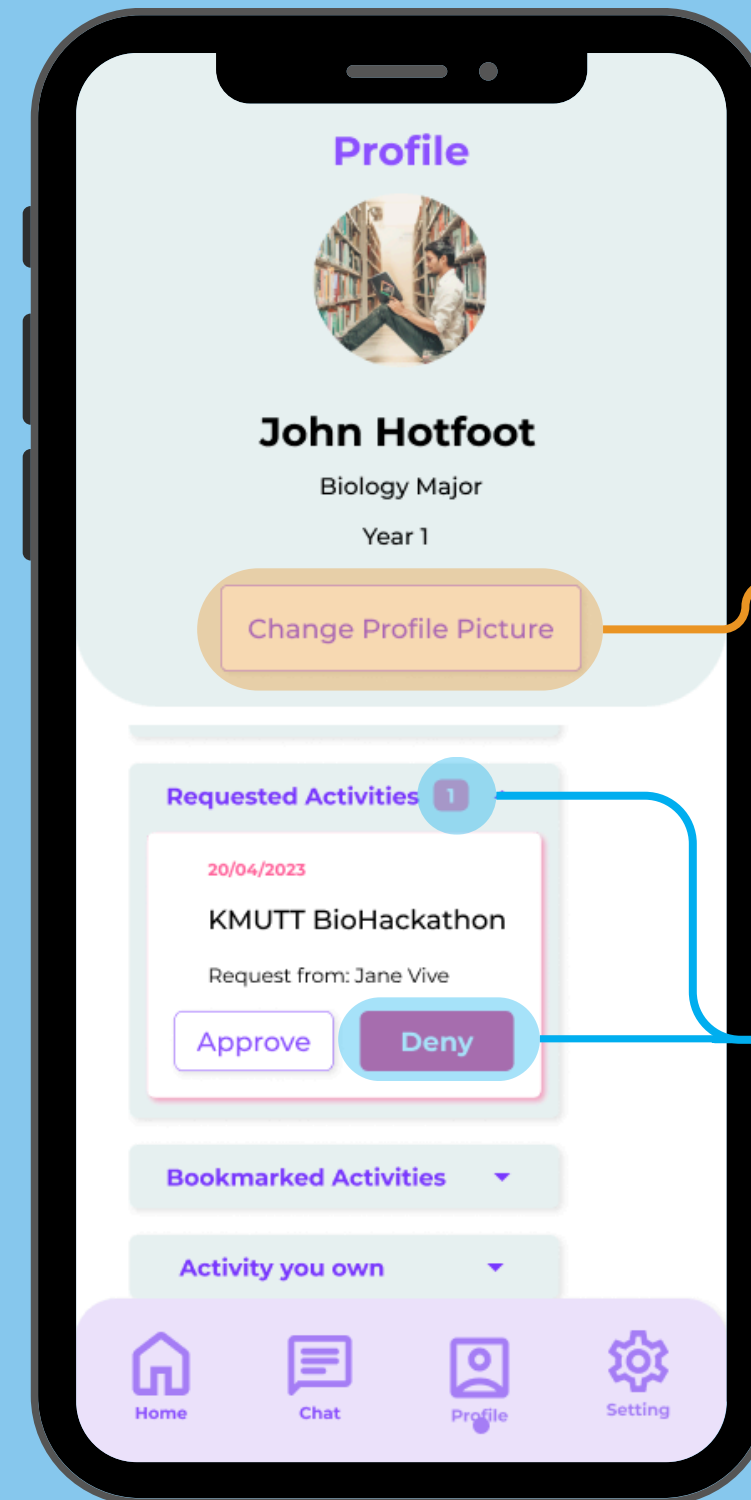 Profile
John Hotfoot
Biology Major
Year 1
Change Profile Picture
Requested Activities 1
20/04/2023
KMUTT BioHackathon
Request from: Jane Vive
Approve Deny
Bookmarked Activities
Activity you own
Home Chat Profile Setting